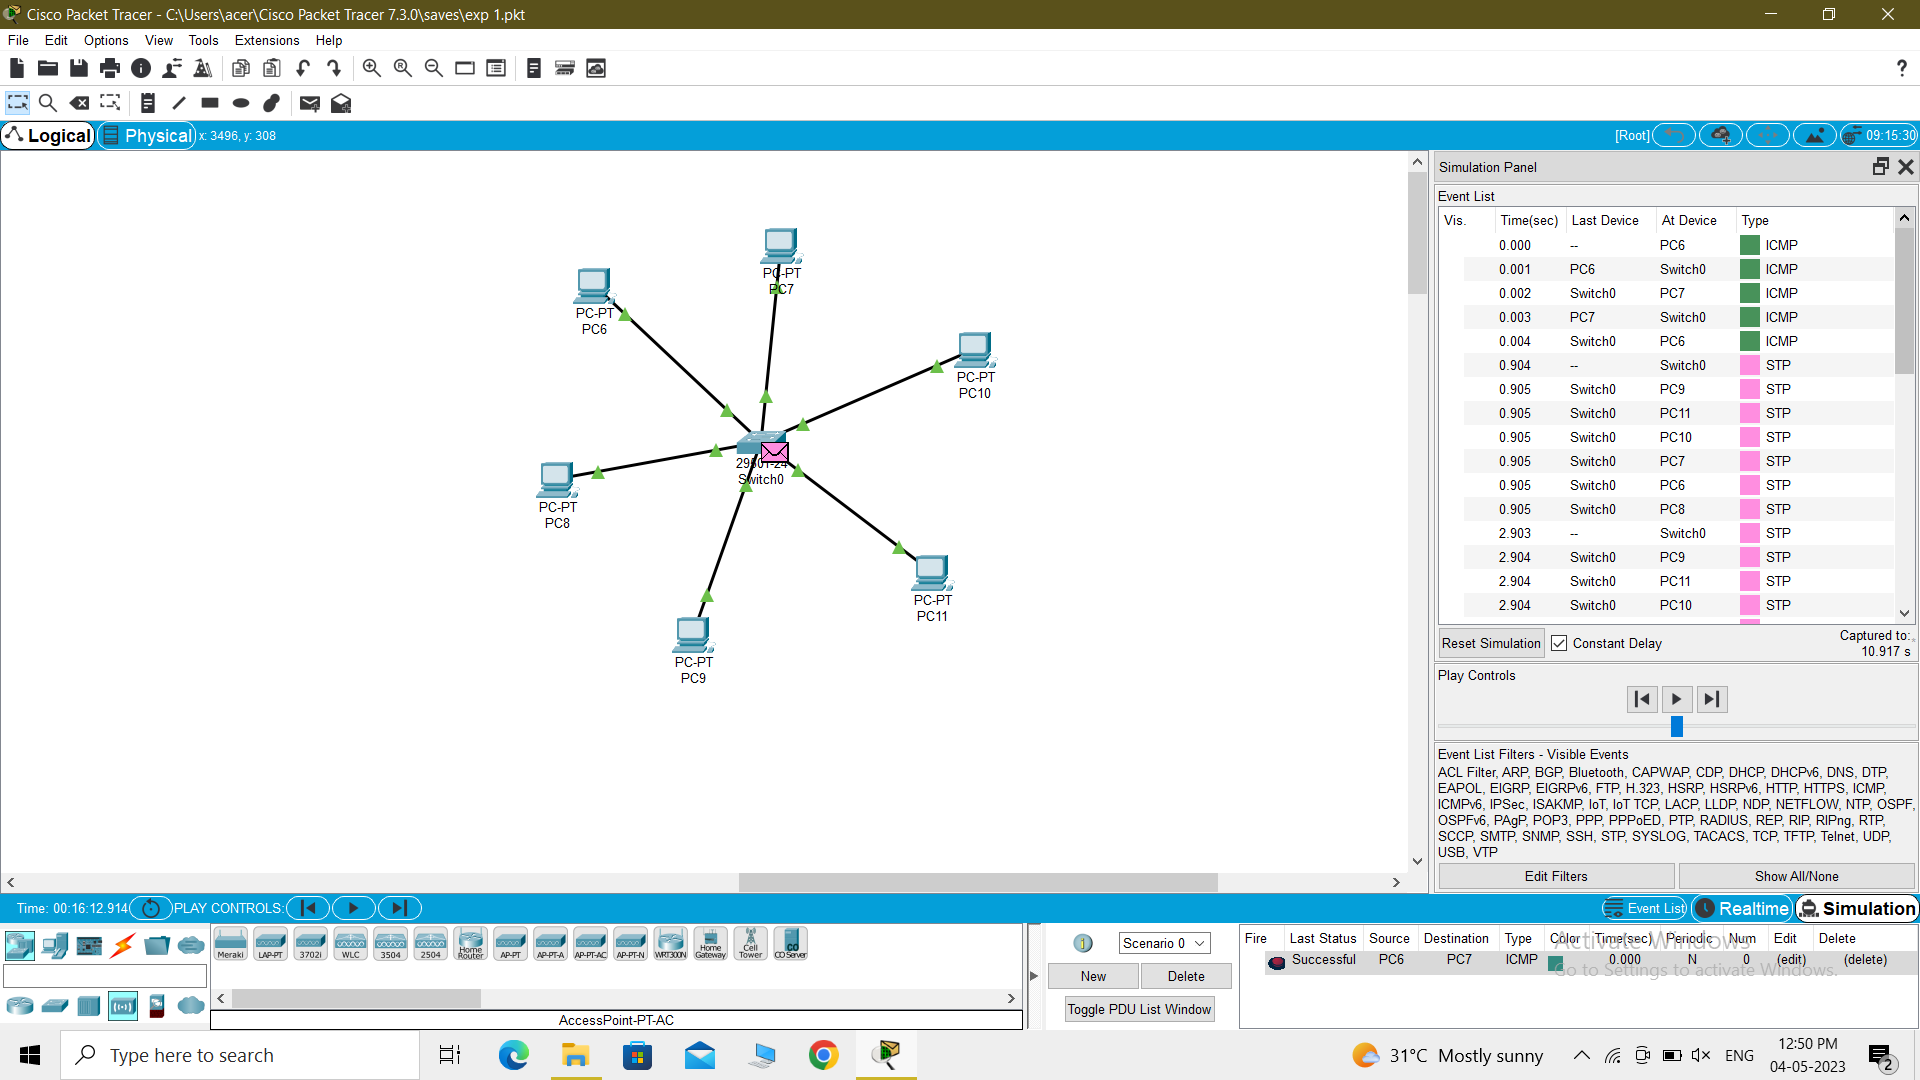 Cisco Packet Tracer - C:\Users\acer\Cisco Packet Tracer 7.3.0\saves\exp 1.pkt
File Edit Options View Tools Extensions Help
?
Logical Physical x: 3496, y: 308 [Root] 09:15:30
PC-PT
PC7
PC-PT
PC6
PC-PT
PC10
Switch0
PC-PT
PC8
PC-PT
PC11
PC-PT
PC9
Simulation Panel
Event List
Vis. Time(sec) Last Device At Device Type
0.000 -- PC6 ICMP
0.001 PC6 Switch0 ICMP
0.002 Switch0 PC7 ICMP
0.003 PC7 Switch0 ICMP
0.004 Switch0 PC6 ICMP
0.904 -- Switch0 STP
0.905 Switch0 PC9 STP
0.905 Switch0 PC11 STP
0.905 Switch0 PC10 STP
0.905 Switch0 PC7 STP
0.905 Switch0 PC6 STP
0.905 Switch0 PC8 STP
2.903 -- Switch0 STP
2.904 Switch0 PC9 STP
2.904 Switch0 PC11 STP
2.904 Switch0 PC10 STP
Reset Simulation Constant Delay Captured to:
10.917 s
Play Controls
Event List Filters - Visible Events
ACL Filter, ARP, BGP, Bluetooth, CAPWAP, CDP, DHCP, DHCPv6, DNS, DTP,
EAPOL, EIGRP, EIGRPv6, FTP, H.323, HSRP, HSRPv6, HTTP, HTTPS, ICMP,
ICMPv6, IPSec, ISAKMP, IoT, IoT TCP, LACP, LLDP, NDP, NETFLOW, NTP, OSPF,
OSPFv6, PAgP, POP3, PPP, PPPoED, PTP, RADIUS, REP, RIP, RIPng, RTP,
SCCP, SMTP, SNMP, SSH, STP, SYSLOG, TACACS, TCP, TFTP, Telnet, UDP,
USB, VTP
Edit Filters Show All/None
Time: 00:16:12.914 PLAY CONTROLS: Event List Realtime Simulation
Meraki LAP-PT 3702i WLC 3504 2504 Home Router AP-PT AP-PT-A AP-PT-AC AP-PT-N WRT300N Home Gateway Cell Tower CO Server
AccessPoint-PT-AC
Scenario 0
New Delete
Toggle PDU List Window
Fire Last Status Source Destination Type Color Time(sec) Periodic Num Edit Delete
Successful PC6 PC7 ICMP 0.000 N 0 (edit) (delete)
Activate Windows
Go to Settings to activate Windows.
Type here to search
31°C Mostly sunny
ENG
12:50 PM
04-05-2023
2